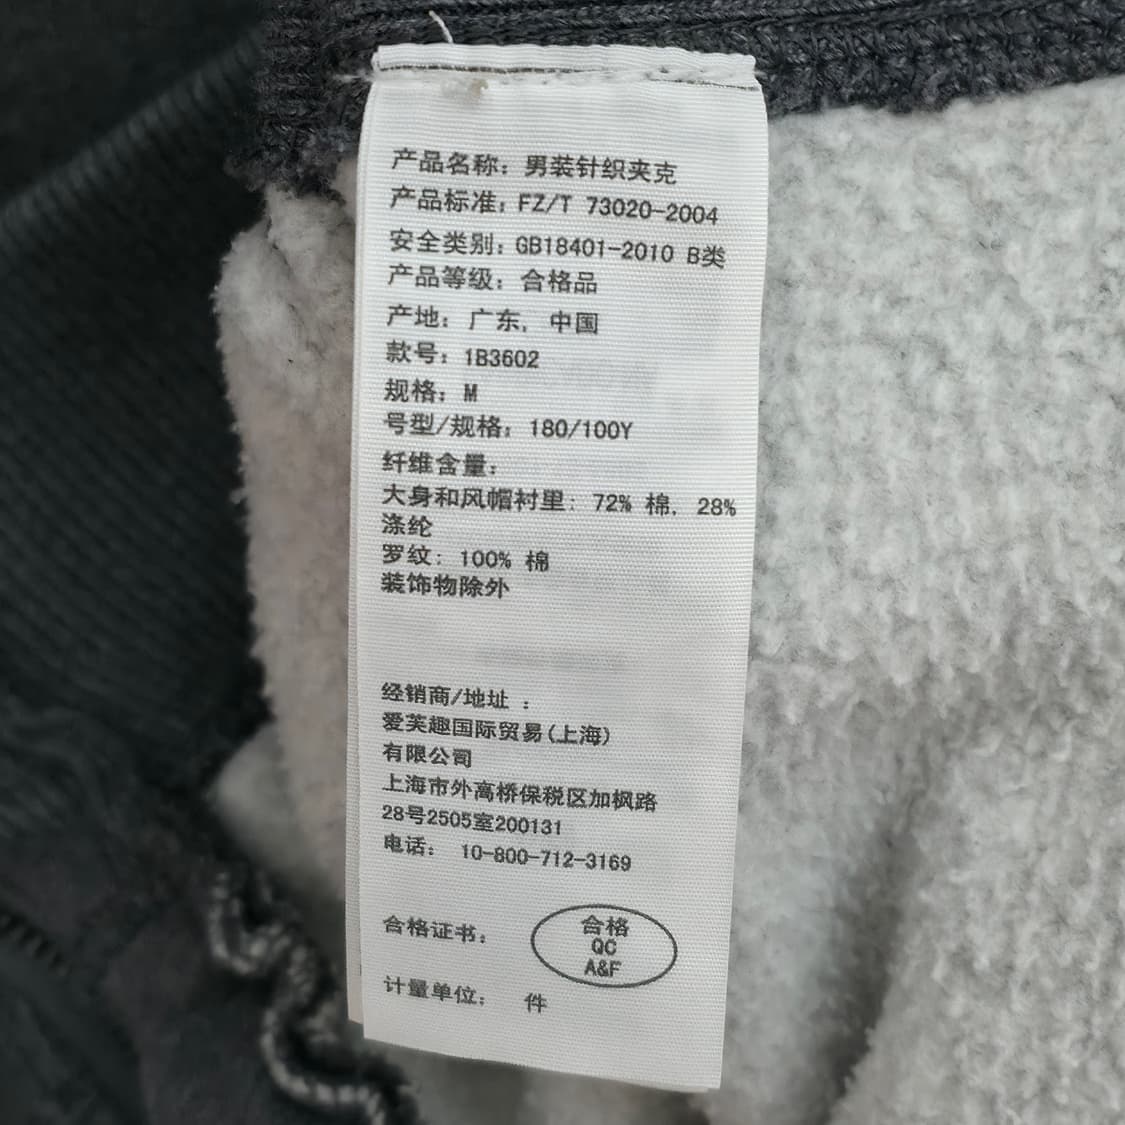 产品名称：男装针织夹克
产品标准：FZ/T 73020-2004
安全类别：GB18401-2010 B类
产品等级：合格品
产地：广东, 中国
款号：1B3602
规格：M
号型/规格：180/100Y
纤维含量：
大身和风帽衬里：72% 棉, 28%
涤纶
罗纹：100% 棉
装饰物除外
经销商/地址 ：
爱芙趣国际贸易(上海)
有限公司
上海市外高桥保税区加枫路
28号2505室200131
电话： 10-800-712-3169
合格证书：
合格
QC
A&F
计量单位： 件